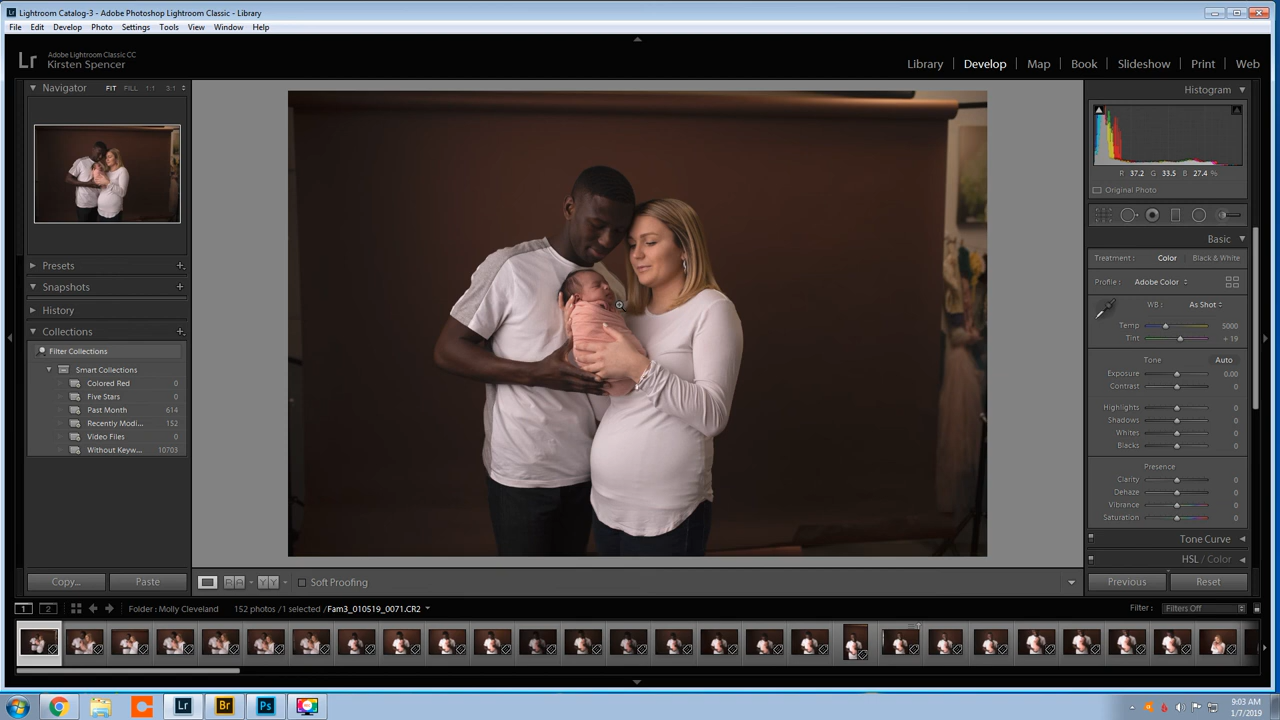 Lightroom Catalog-3 - Adobe Photoshop Lightroom Classic - Library
File Edit Develop Photo Settings Tools View Window Help
Lr Adobe Lightroom Classic CC
Kirsten Spencer
Library Develop Map Book Slideshow Print Web
Navigator FIT FILL 1:1 3:1
Presets
Snapshots
History
Collections
Filter Collections
Smart Collections
Colored Red 0
Five Stars 0
Past Month 614
Recently Modi... 152
Video Files 0
Without Keyw... 10703
Copy... Paste
Histogram
R 37.2 G 33.5 B 27.4 %
Original Photo
Basic
Treatment: Color Black & White
Profile: Adobe Color
WB: As Shot
Temp 5000
Tint + 19
Tone Auto
Exposure 0.00
Contrast 0
Highlights 0
Shadows 0
Whites 0
Blacks 0
Presence
Clarity 0
Dehaze 0
Vibrance 0
Saturation 0
Tone Curve
HSL / Color
Previous Reset
RA YY Soft Proofing
1 2 Folder: Molly Cleveland 152 photos / 1 selected / Fam3_010519_0071.CR2 Filter: Filters Off
Lr Br Ps
9:03 AM
1/7/2019